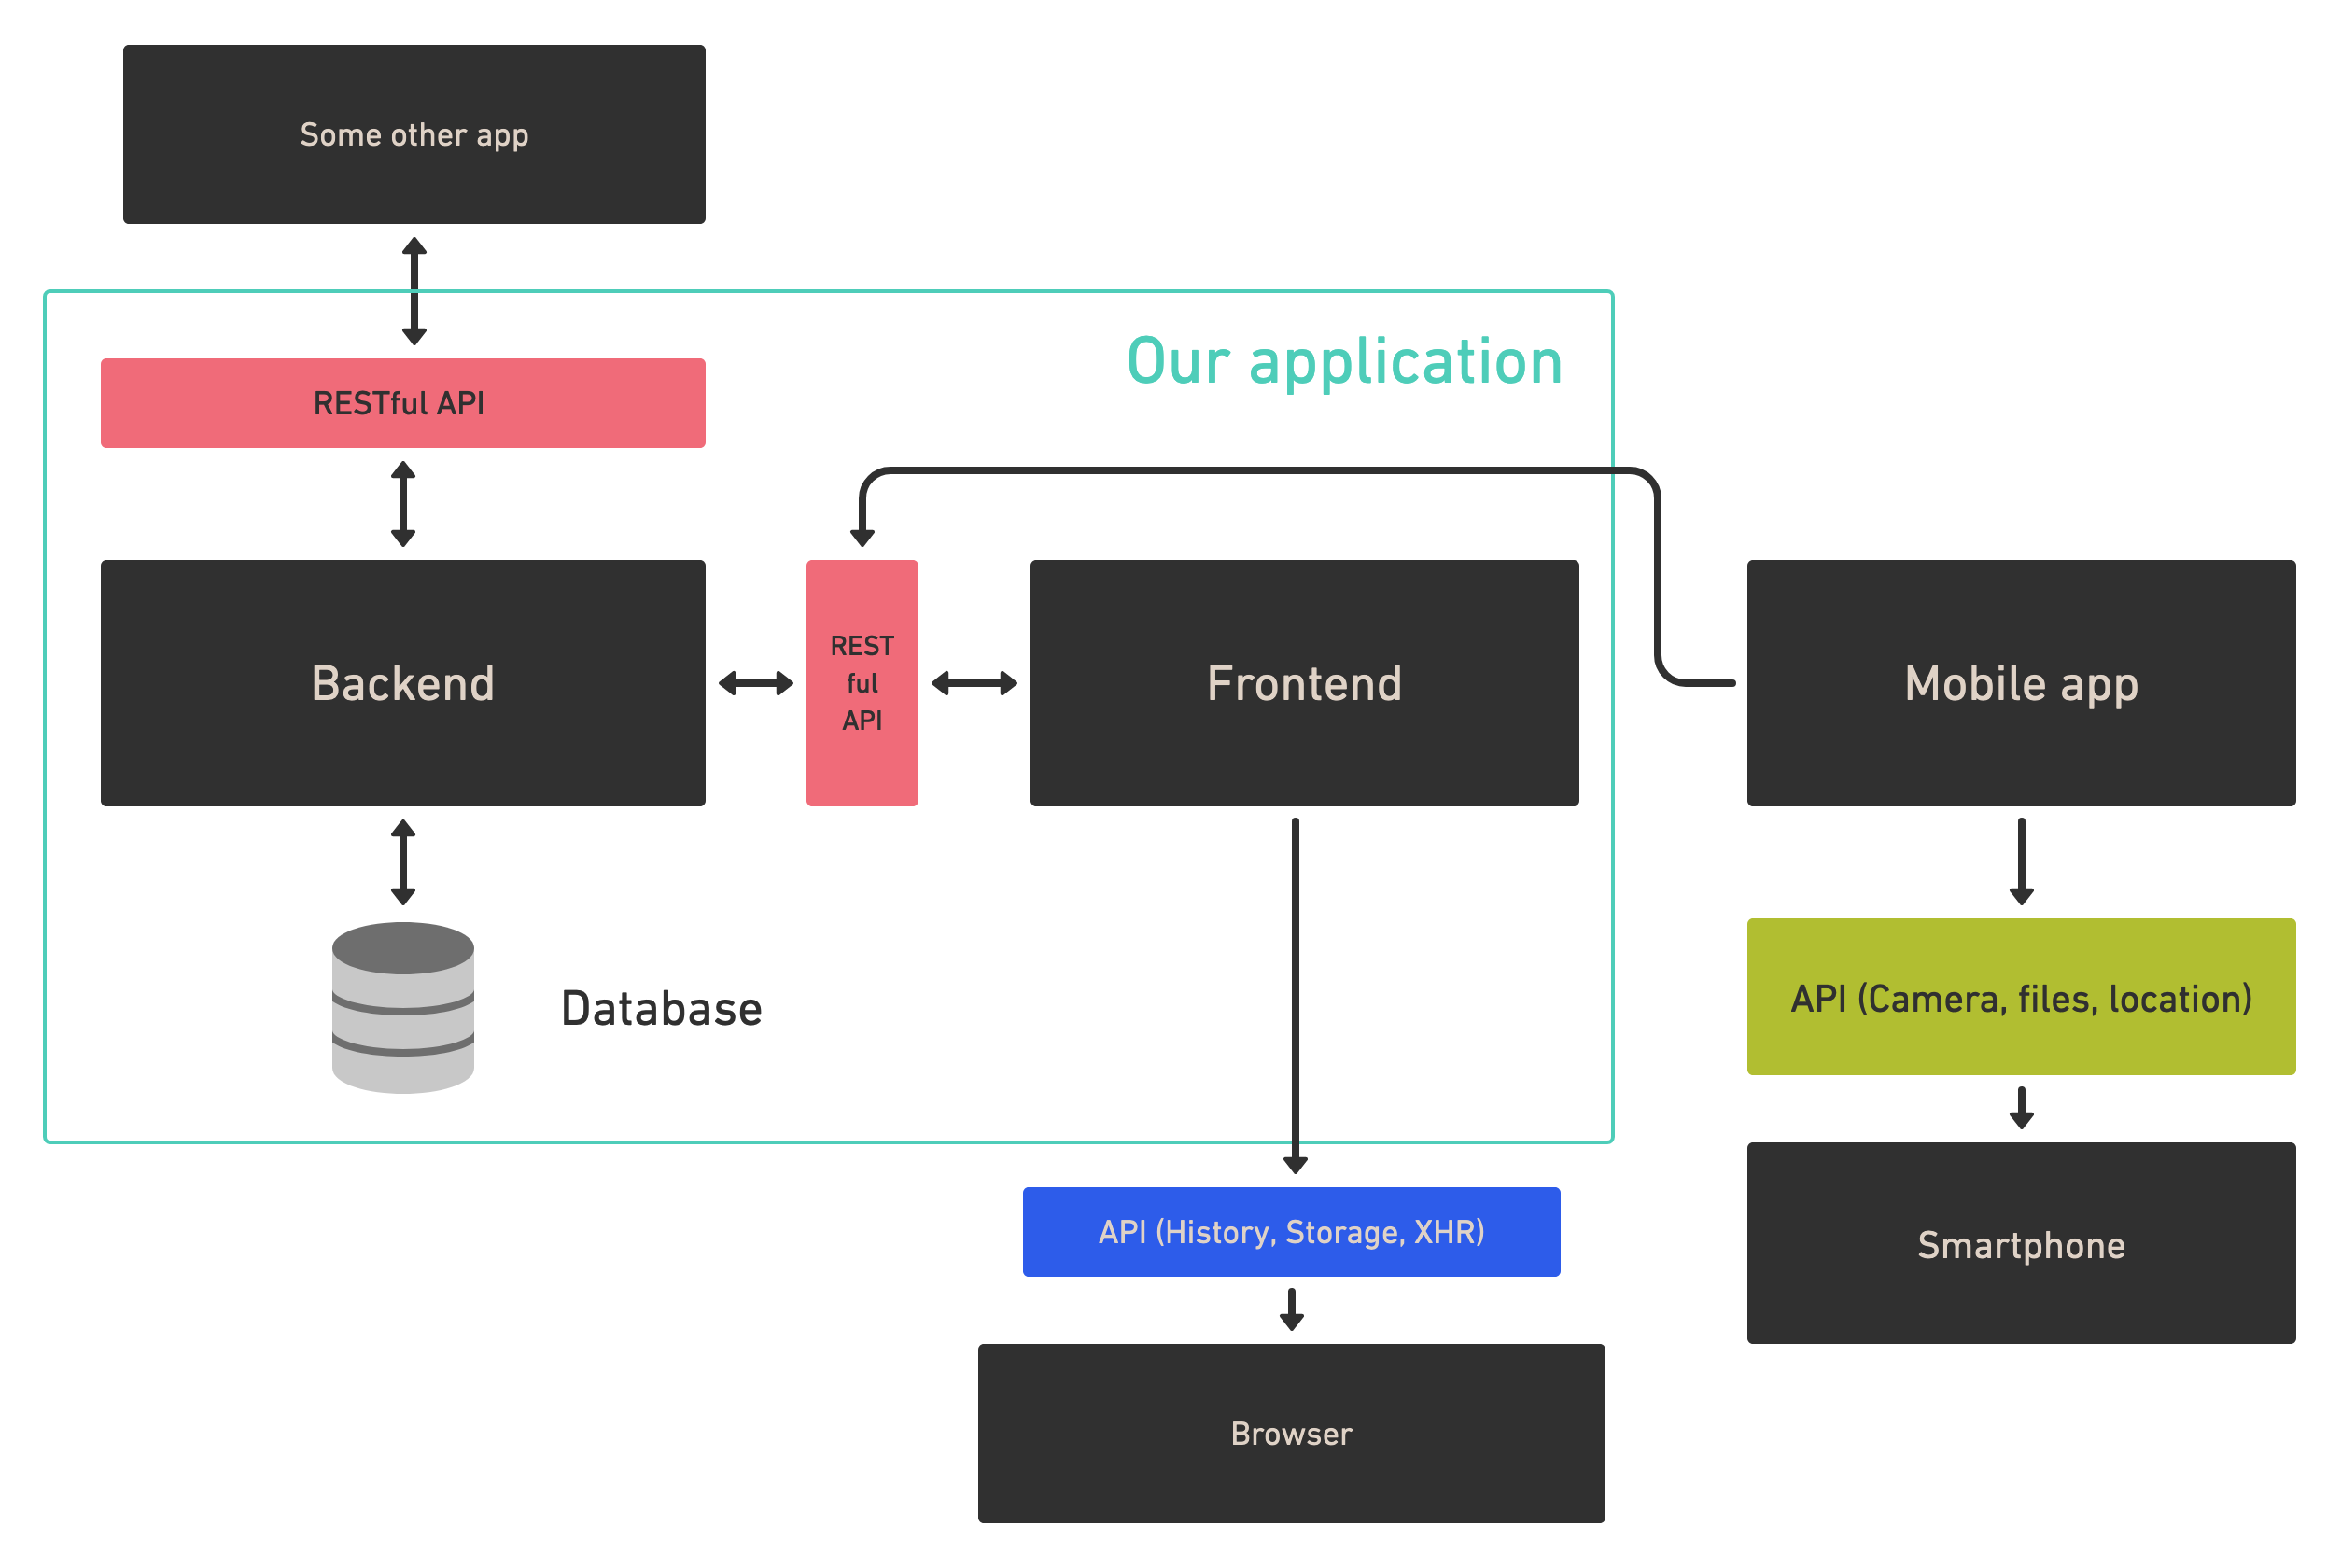 Some other app
Our application
RESTful API
Backend
REST
ful
API
Frontend
Mobile app
Database
API (Camera, files, location)
API (History, Storage, XHR)
Smartphone
Browser